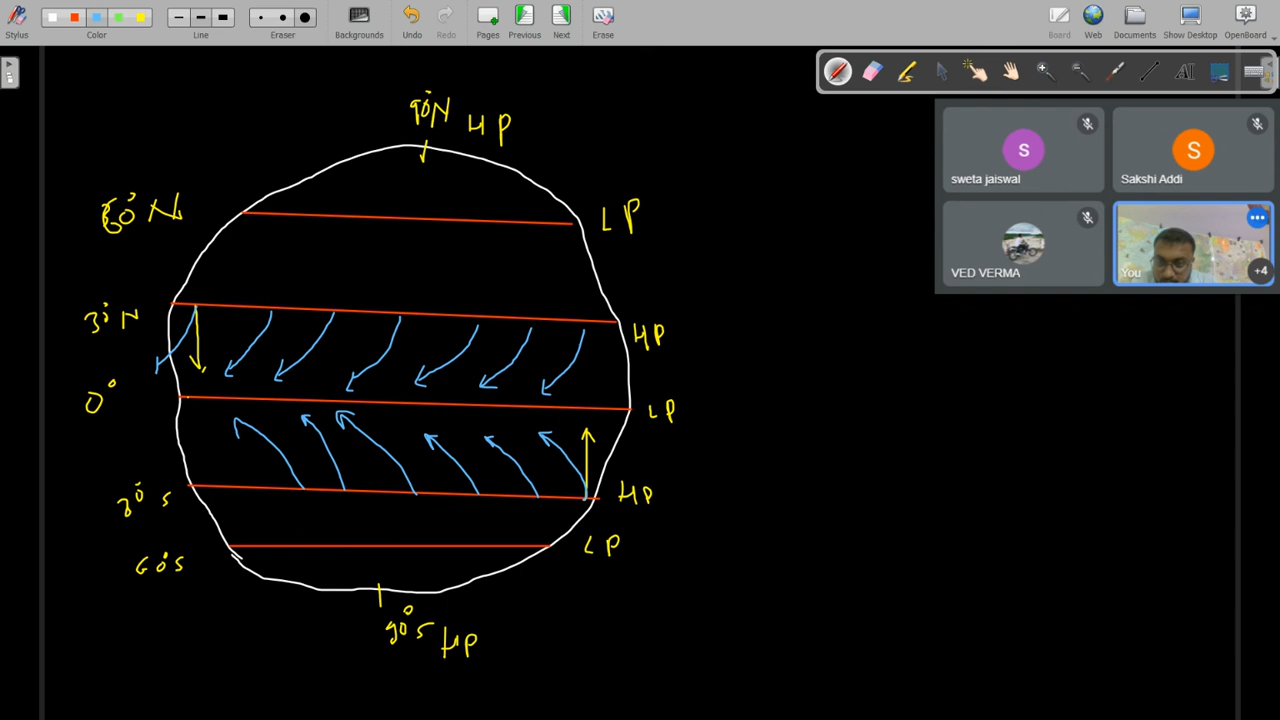 Stylus
Color
Line
Eraser
Backgrounds
Undo
Redo
Pages
Previous
Next
Erase
Board
Web
Documents
Show Desktop
OpenBoard
AI
90°N HP
S
sweta jaiswal
S
Sakshi Addi
VED VERMA
You
+4
60°N
LP
30°N
HP
0°
LP
30°S
HP
60°S
LP
90°S HP